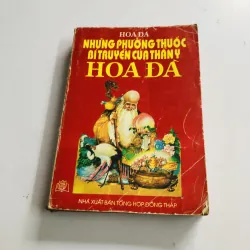 HOA ĐÀ
NHỮNG PHƯƠNG THUỐC
BÍ TRUYỀN CỦA THẦN Y
HOA ĐÀ
NHÀ XUẤT BẢN TỔNG HỢP ĐỒNG THÁP